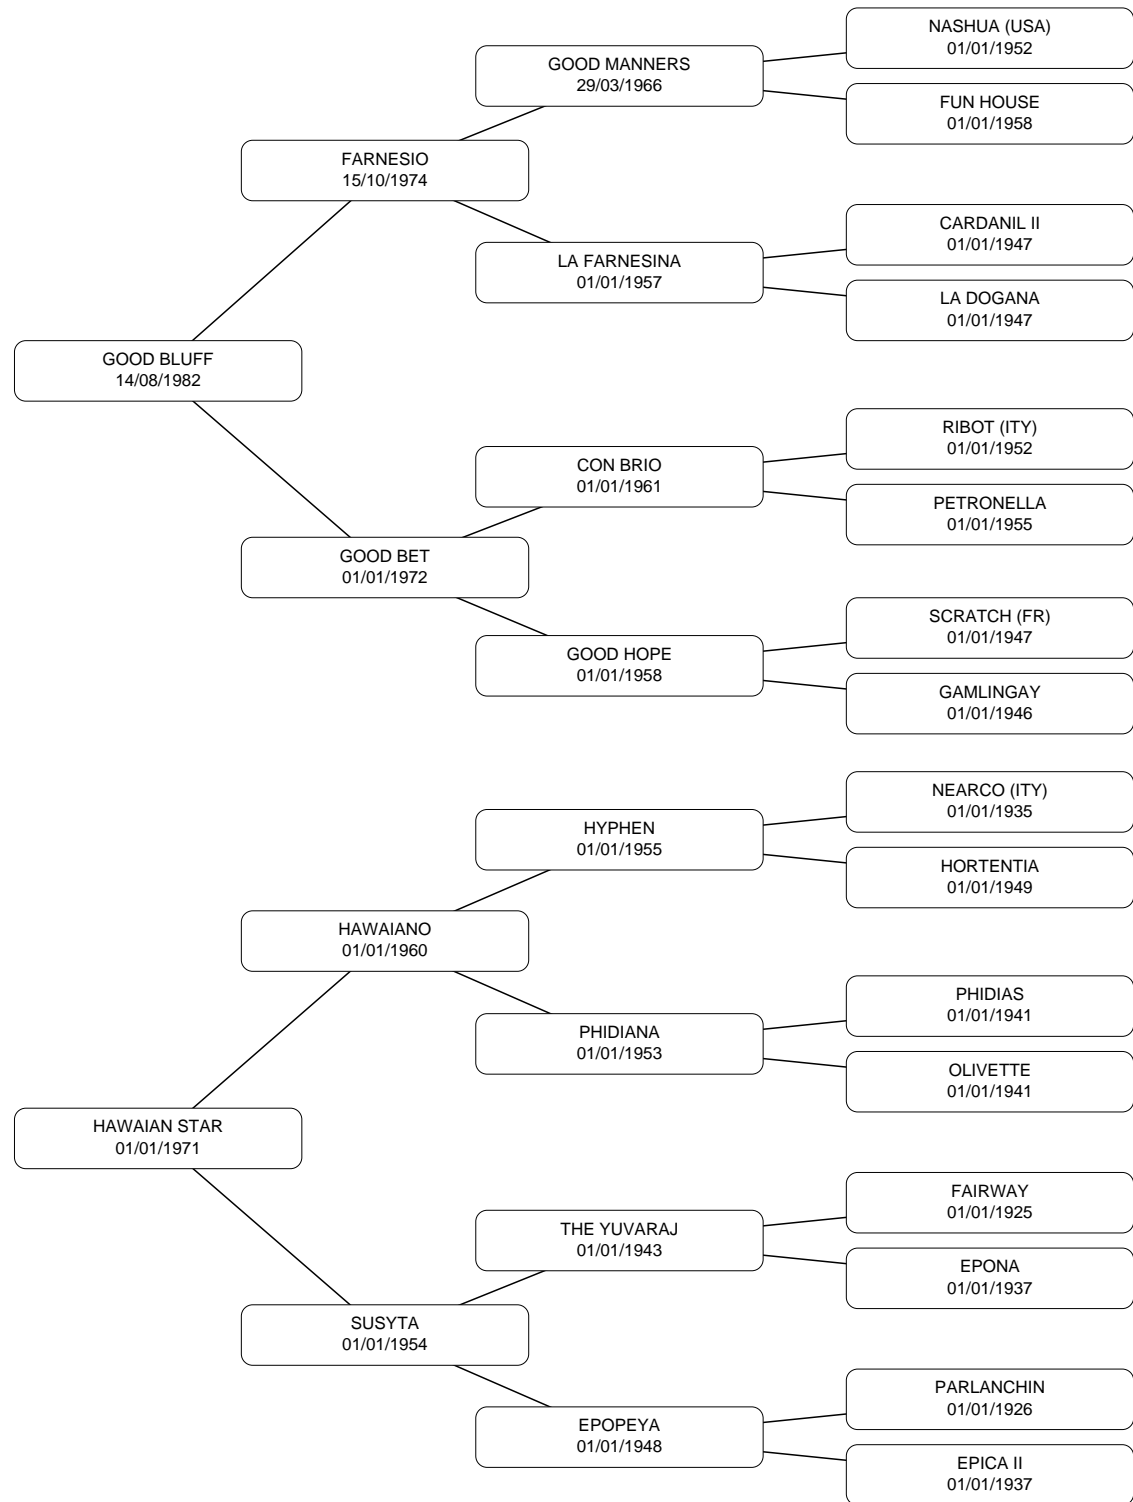 NASHUA (USA)
01/01/1952
GOOD MANNERS
29/03/1966
FUN HOUSE
01/01/1958
FARNESIO
15/10/1974
CARDANIL II
01/01/1947
LA FARNESINA
01/01/1957
LA DOGANA
01/01/1947
GOOD BLUFF
14/08/1982
RIBOT (ITY)
01/01/1952
CON BRIO
01/01/1961
PETRONELLA
01/01/1955
GOOD BET
01/01/1972
SCRATCH (FR)
01/01/1947
GOOD HOPE
01/01/1958
GAMLINGAY
01/01/1946
NEARCO (ITY)
01/01/1935
HYPHEN
01/01/1955
HORTENTIA
01/01/1949
HAWAIANO
01/01/1960
PHIDIAS
01/01/1941
PHIDIANA
01/01/1953
OLIVETTE
01/01/1941
HAWAIAN STAR
01/01/1971
FAIRWAY
01/01/1925
THE YUVARAJ
01/01/1943
EPONA
01/01/1937
SUSYTA
01/01/1954
PARLANCHIN
01/01/1926
EPOPEYA
01/01/1948
EPICA II
01/01/1937